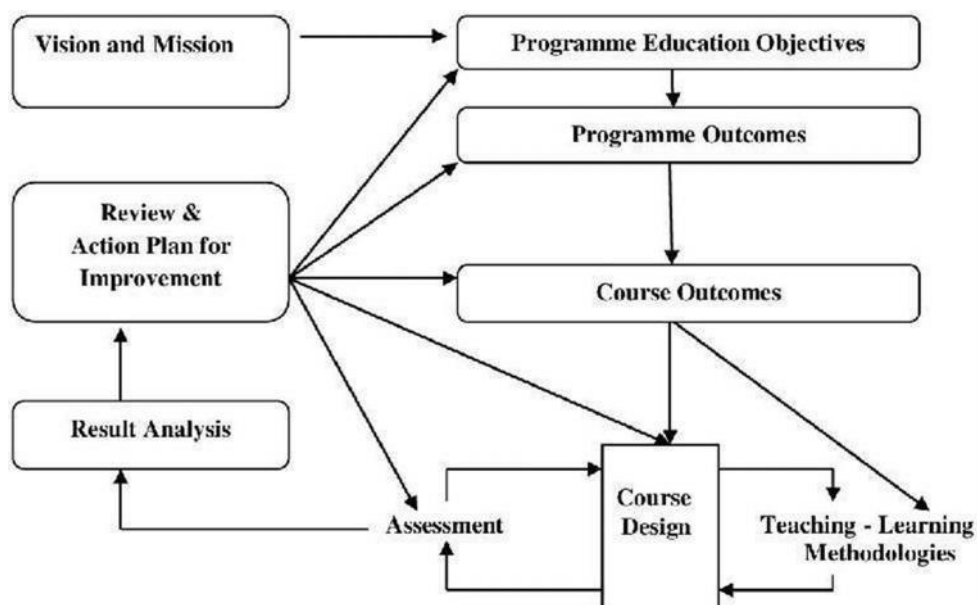 Vision and Mission
Programme Education Objectives
Programme Outcomes
Review &
Action Plan for
Improvement
Course Outcomes
Result Analysis
Assessment
Course
Design
Teaching - Learning
Methodologies